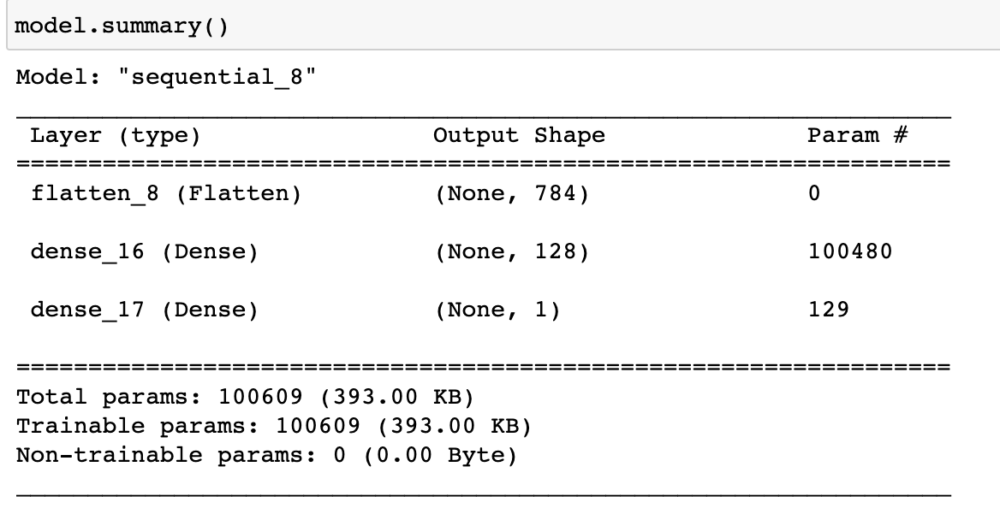 model.summary()
Model: "sequential_8"
Layer (type) Output Shape Param #
=================================================================
flatten_8 (Flatten) (None, 784) 0
dense_16 (Dense) (None, 128) 100480
dense_17 (Dense) (None, 1) 129
=================================================================
Total params: 100609 (393.00 KB)
Trainable params: 100609 (393.00 KB)
Non-trainable params: 0 (0.00 Byte)